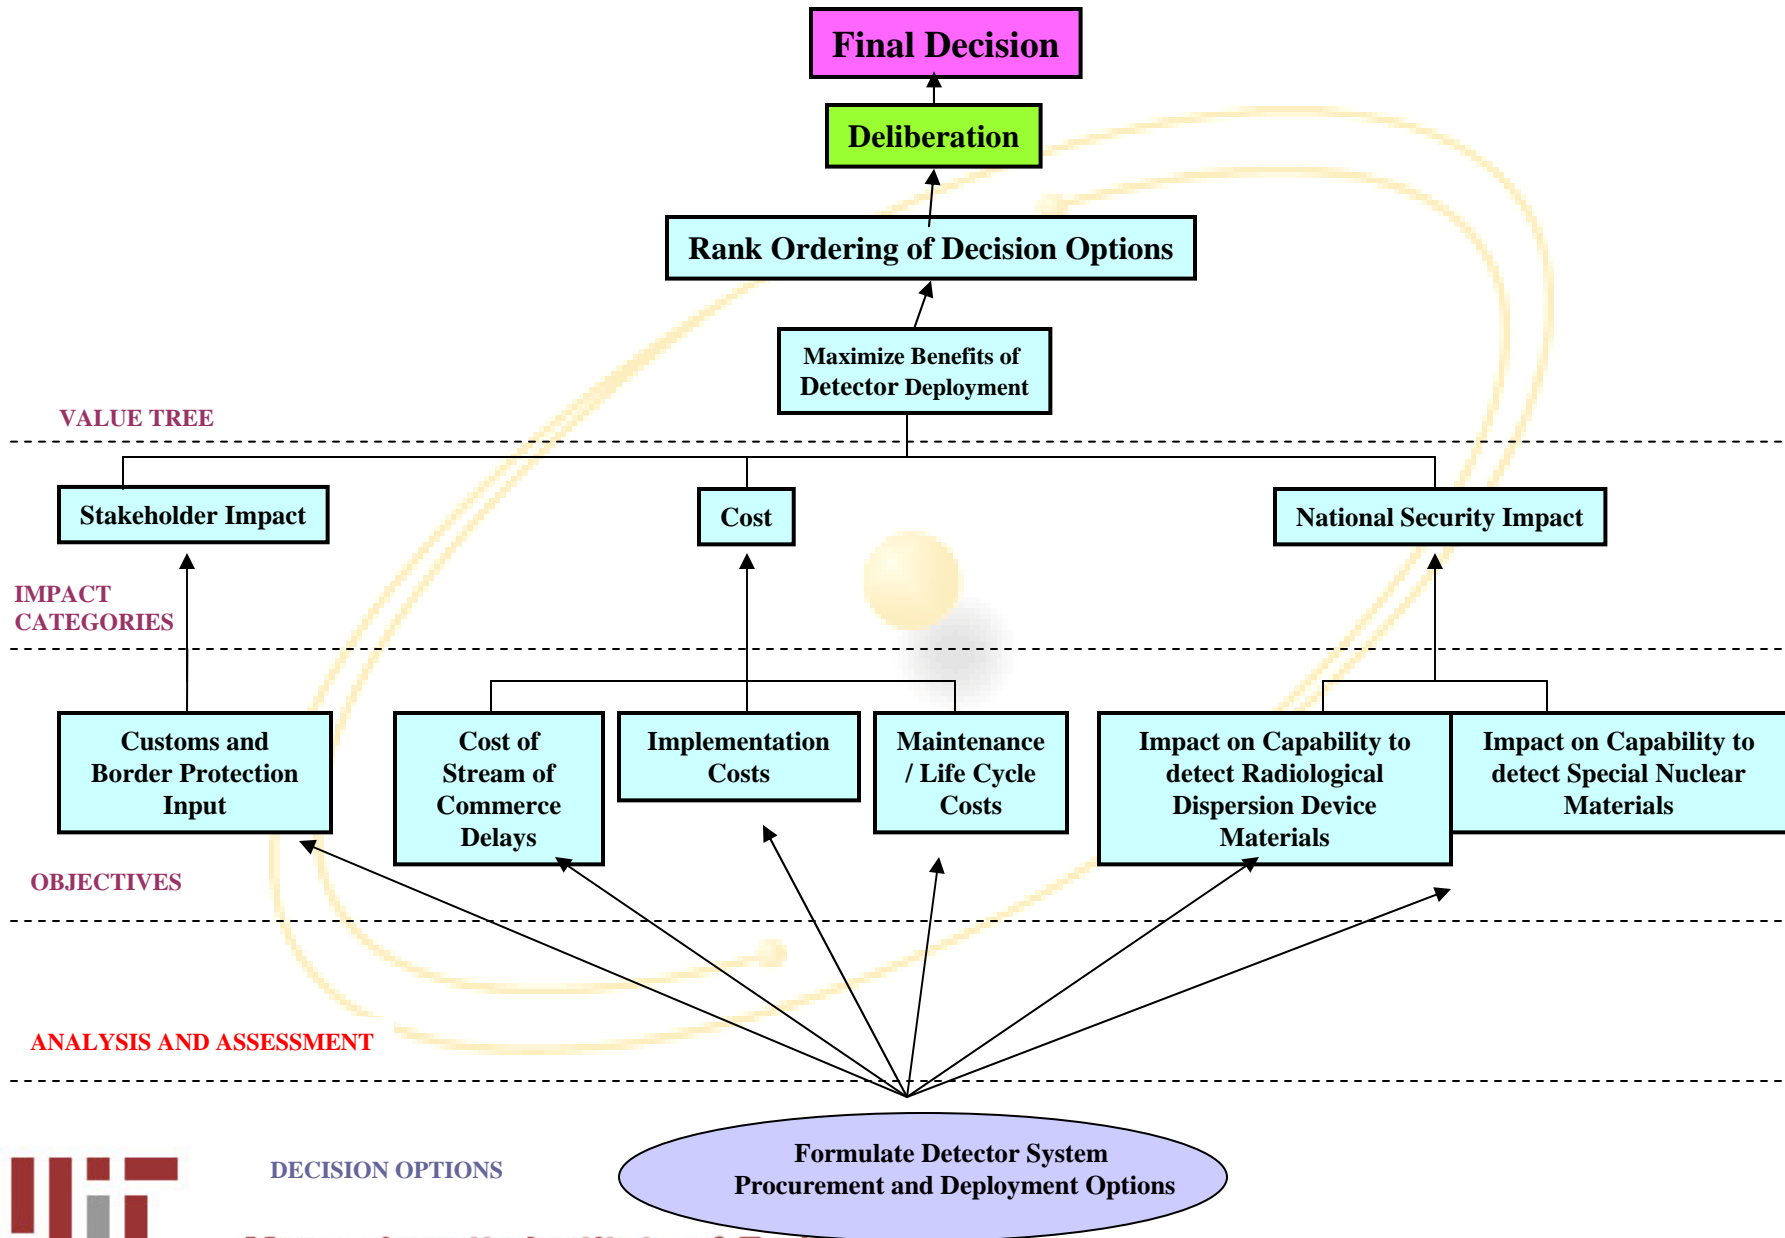 Final Decision
Deliberation
Rank Ordering of Decision Options
Maximize Benefits of
Detector Deployment
VALUE TREE
Stakeholder Impact
Cost
National Security Impact
IMPACT
CATEGORIES
Customs and
Border Protection
Input
Cost of
Stream of
Commerce
Delays
Implementation
Costs
Maintenance
/ Life Cycle
Costs
Impact on Capability to
detect Radiological
Dispersion Device
Materials
Impact on Capability to
detect Special Nuclear
Materials
OBJECTIVES
ANALYSIS AND ASSESSMENT
DECISION OPTIONS
Formulate Detector System
Procurement and Deployment Options